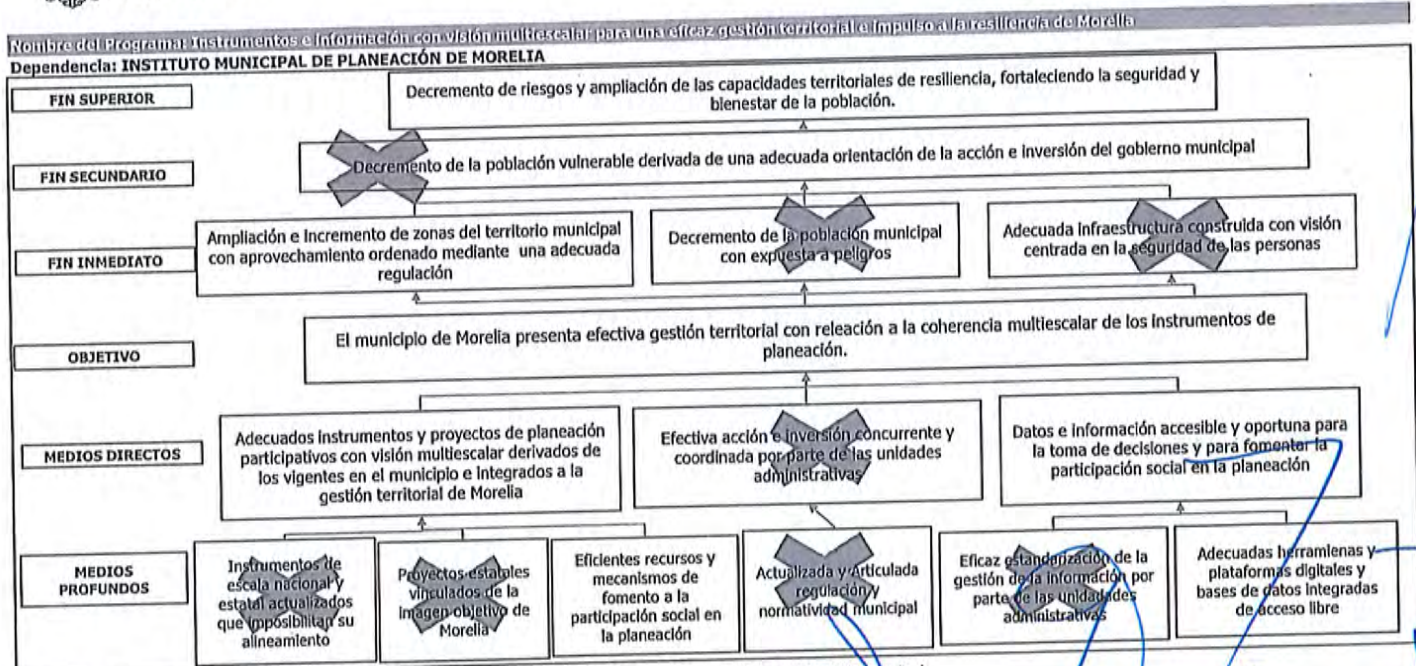 Nombre del Programa: Instrumentos e información con visión multiescalar para una eficaz gestión territorial e impulso a la resiliencia de Morelia
Dependencia: INSTITUTO MUNICIPAL DE PLANEACIÓN DE MORELIA
FIN SUPERIOR
Decremento de riesgos y ampliación de las capacidades territoriales de resiliencia, fortaleciendo la seguridad y
bienestar de la población.
FIN SECUNDARIO
Decremento de la población vulnerable derivada de una adecuada orientación de la acción e inversión del gobierno municipal
FIN INMEDIATO
Ampliación e incremento de zonas del territorio municipal
con aprovechamiento ordenado mediante una adecuada
regulación
Decremento de la población municipal
con expuesta a peligros
Adecuada infraestructura construida con visión
centrada en la seguridad de las personas
OBJETIVO
El municipio de Morelia presenta efectiva gestión territorial con releación a la coherencia multiescalar de los instrumentos de
planeación.
MEDIOS DIRECTOS
Adecuados instrumentos y proyectos de planeación
participativos con visión multiescalar derivados de
los vigentes en el municipio e integrados a la
gestión territorial de Morelia
Efectiva acción e inversión concurrente y
coordinada por parte de las unidades
administrativas
Datos e información accesible y oportuna para
la toma de decisiones y para fomentar la
participación social en la planeación
MEDIOS
PROFUNDOS
Instrumentos de
escala nacional y
estatal actualizados
que imposibilitan su
alineamiento
Proyectos estatales
vinculados de la
imagen objetivo de
Morelia
Eficientes recursos y
mecanismos de
fomento a la
participación social en
la planeación
Actualizada y Articulada
regulación y
normatividad municipal
Eficaz estandarización de la
gestión de la información por
parte de las unidades
administrativas
Adecuadas herramienas y
plataformas digitales y
bases de datos integradas
de acceso libre